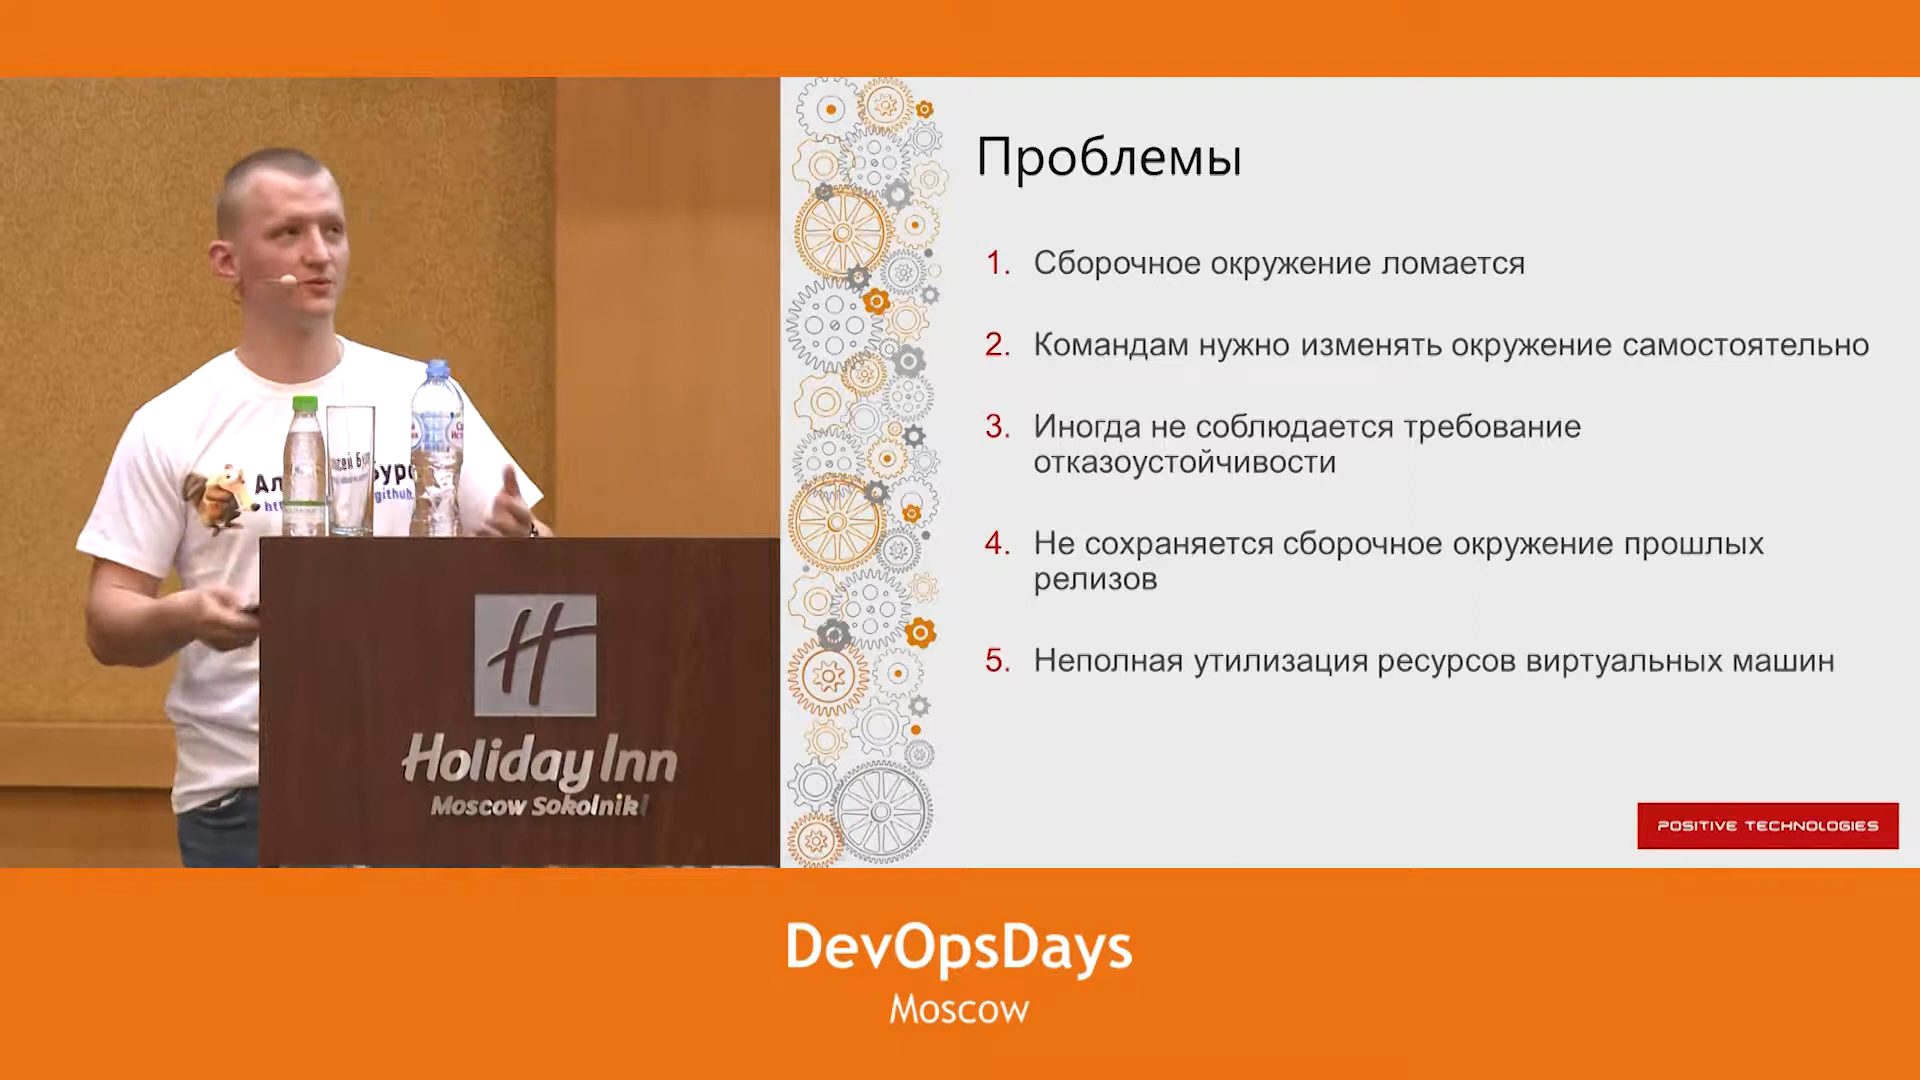 Проблемы
1. Сборочное окружение ломается
2. Командам нужно изменять окружение самостоятельно
3. Иногда не соблюдается требование
отказоустойчивости
4. Не сохраняется сборочное окружение прошлых
релизов
5. Неполная утилизация ресурсов виртуальных машин
POSITIVE TECHNOLOGIES
Holiday Inn
Moscow Sokolniki
DevOpsDays
Moscow